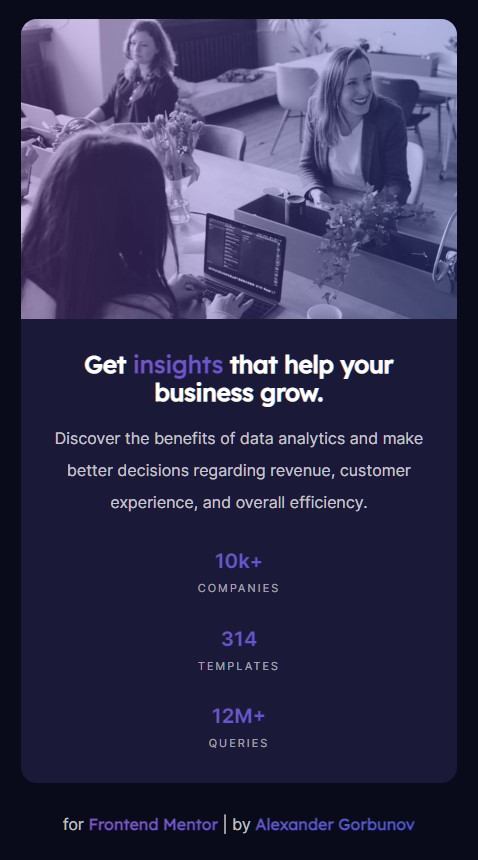 Get insights that help your
business grow.
Discover the benefits of data analytics and make
better decisions regarding revenue, customer
experience, and overall efficiency.
10k+
COMPANIES
314
TEMPLATES
12M+
QUERIES
for Frontend Mentor | by Alexander Gorbunov